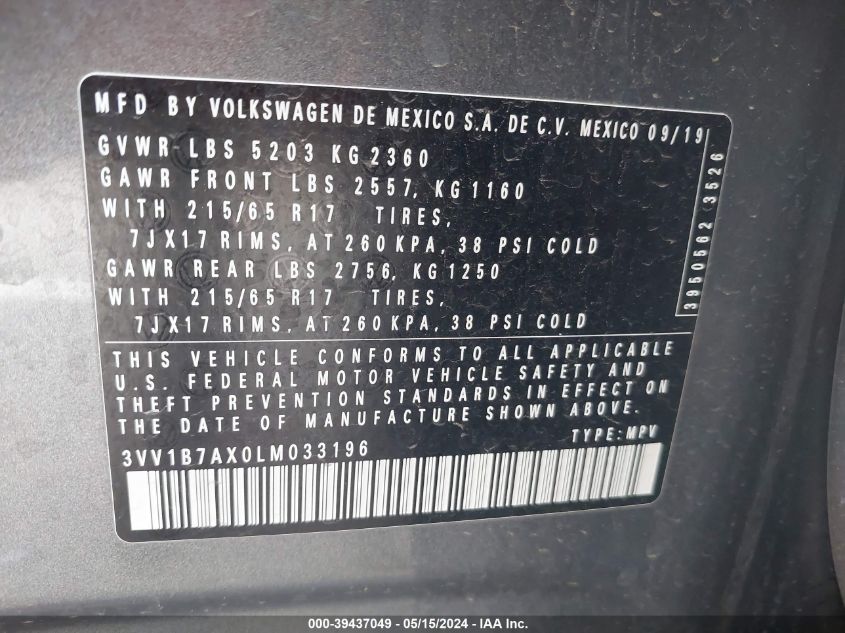 MFD BY VOLKSWAGEN DE MEXICO S.A. DE C.V. MEXICO 09/19
GVWR LBS 5203 KG 2360
GAWR FRONT LBS 2557, KG 1160
WITH 215/65 R17 TIRES,
7JX17 RIMS, AT 260 KPA, 38 PSI COLD
GAWR REAR LBS 2756, KG 1250
WITH 215/65 R17 TIRES,
7JX17 RIMS, AT 260 KPA, 38 PSI COLD
3950562 3526
THIS VEHICLE CONFORMS TO ALL APPLICABLE
U.S. FEDERAL MOTOR VEHICLE SAFETY AND
THEFT PREVENTION STANDARDS IN EFFECT ON
THE DATE OF MANUFACTURE SHOWN ABOVE.
3VV1B7AX0LM033196 TYPE: MPV
000-39437049 - 05/15/2024 - IAA Inc.